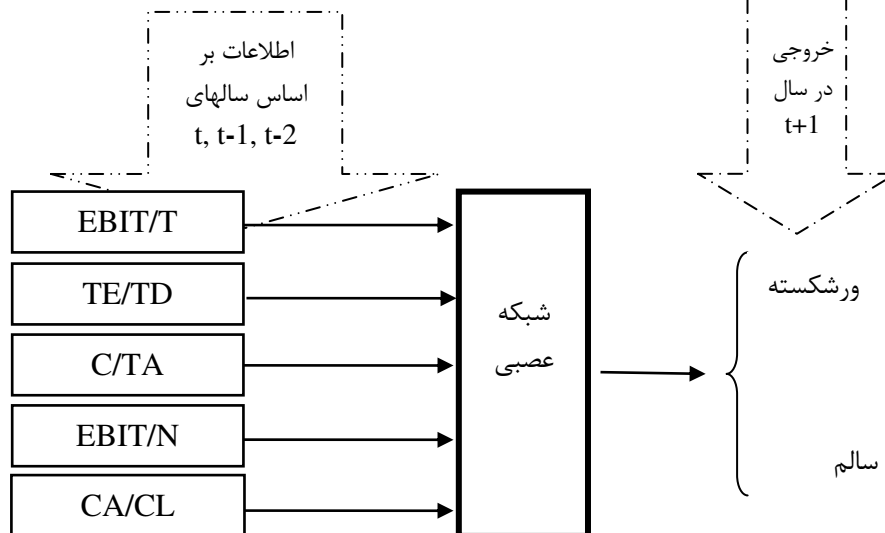 اطلاعات بر
اساس سالهای
t, t-1, t-2
خروجی
در سال
t+1
EBIT/T
TE/TD
C/TA
EBIT/N
CA/CL
شبکه
عصبی
ورشکسته
سالم